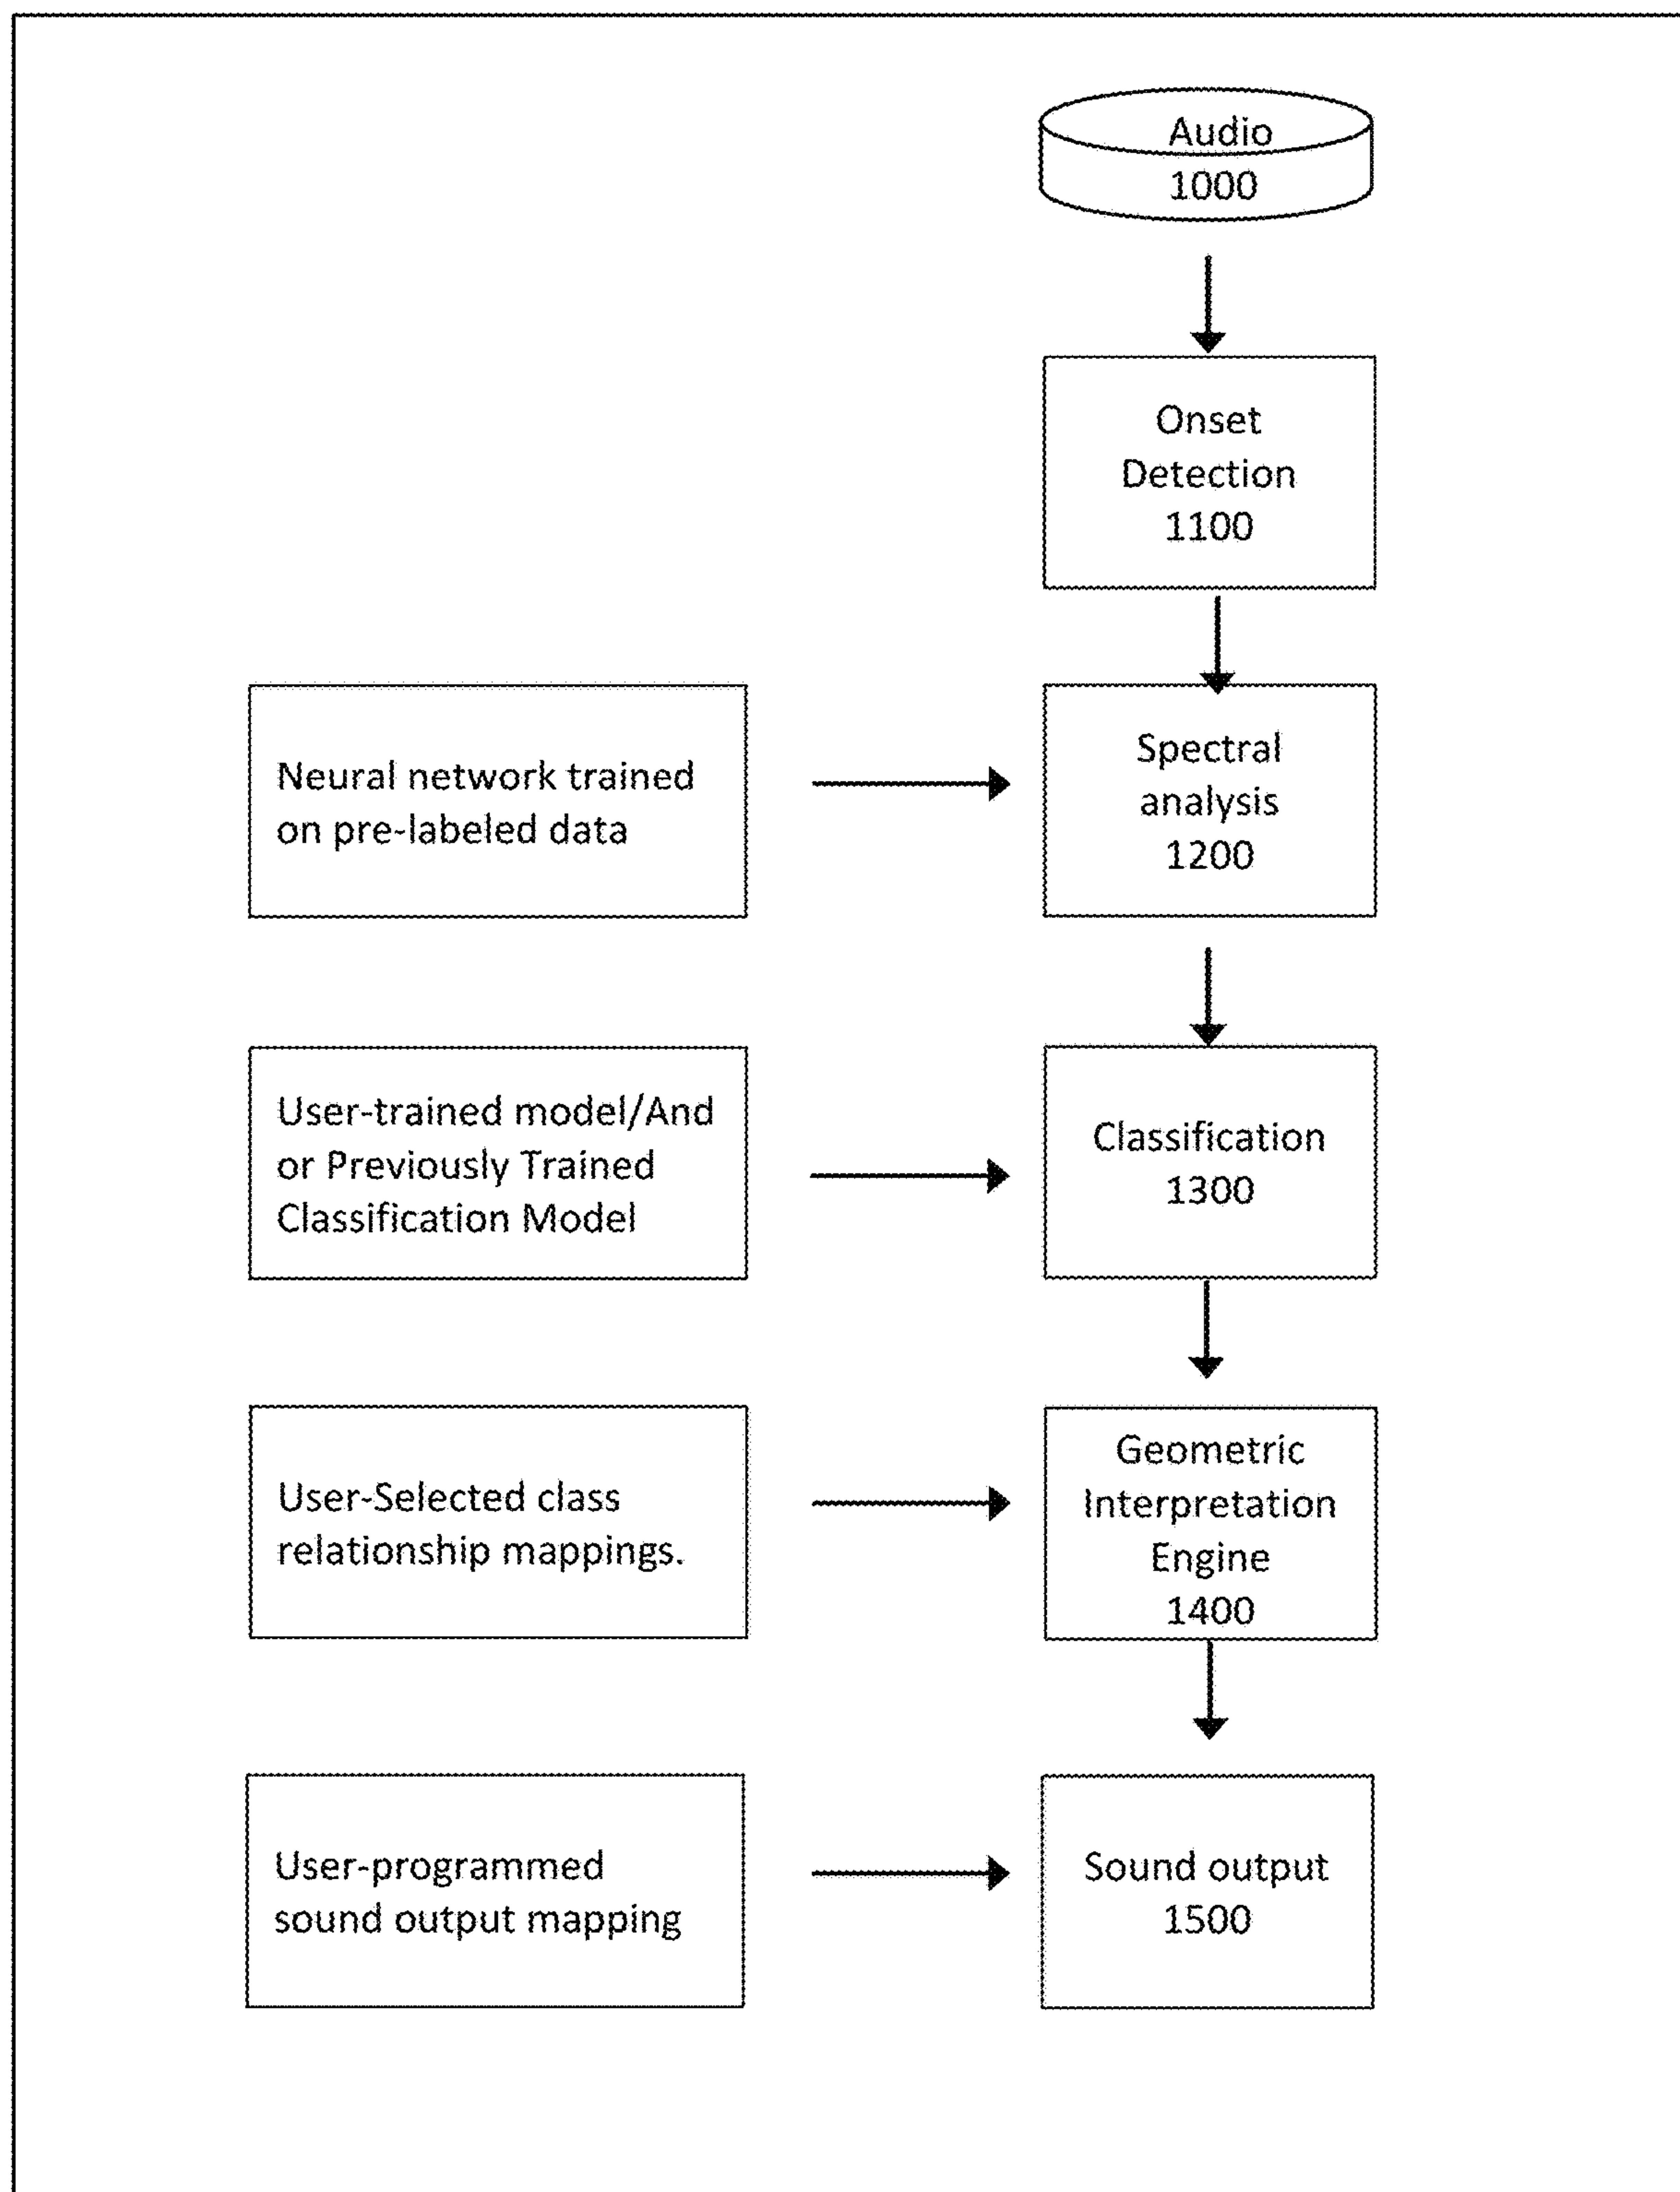 Audio
1000
Onset
Detection
1100
Neural network trained
on pre-labeled data
Spectral
analysis
1200
User-trained model/And
or Previously Trained
Classification Model
Classification
1300
User-Selected class
relationship mappings.
Geometric
Interpretation
Engine
1400
User-programmed
sound output mapping
Sound output
1500